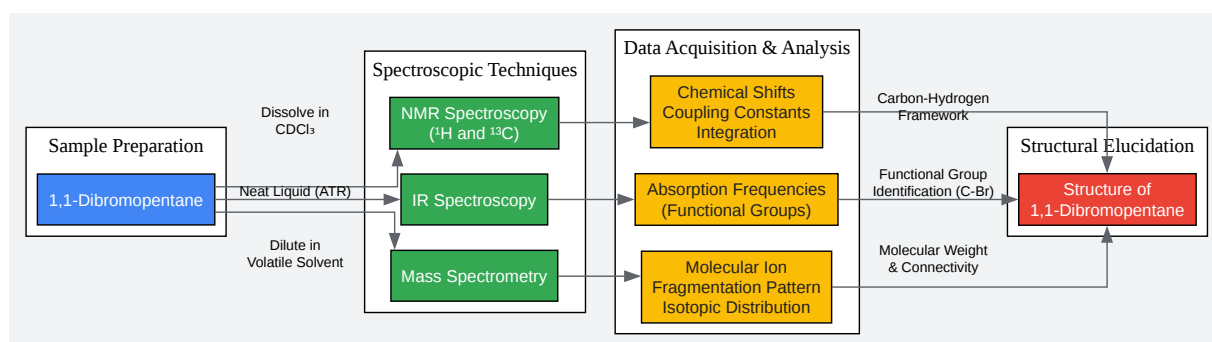 Sample Preparation
1,1-Dibromopentane
Dissolve in
CDCl₃
Neat Liquid (ATR)
Dilute in
Volatile Solvent
Spectroscopic Techniques
NMR Spectroscopy
(¹H and ¹³C)
IR Spectroscopy
Mass Spectrometry
Data Acquisition & Analysis
Chemical Shifts
Coupling Constants
Integration
Absorption Frequencies
(Functional Groups)
Molecular Ion
Fragmentation Pattern
Isotopic Distribution
Carbon-Hydrogen
Framework
Functional Group
Identification (C-Br)
Molecular Weight
& Connectivity
Structural Elucidation
Structure of
1,1-Dibromopentane